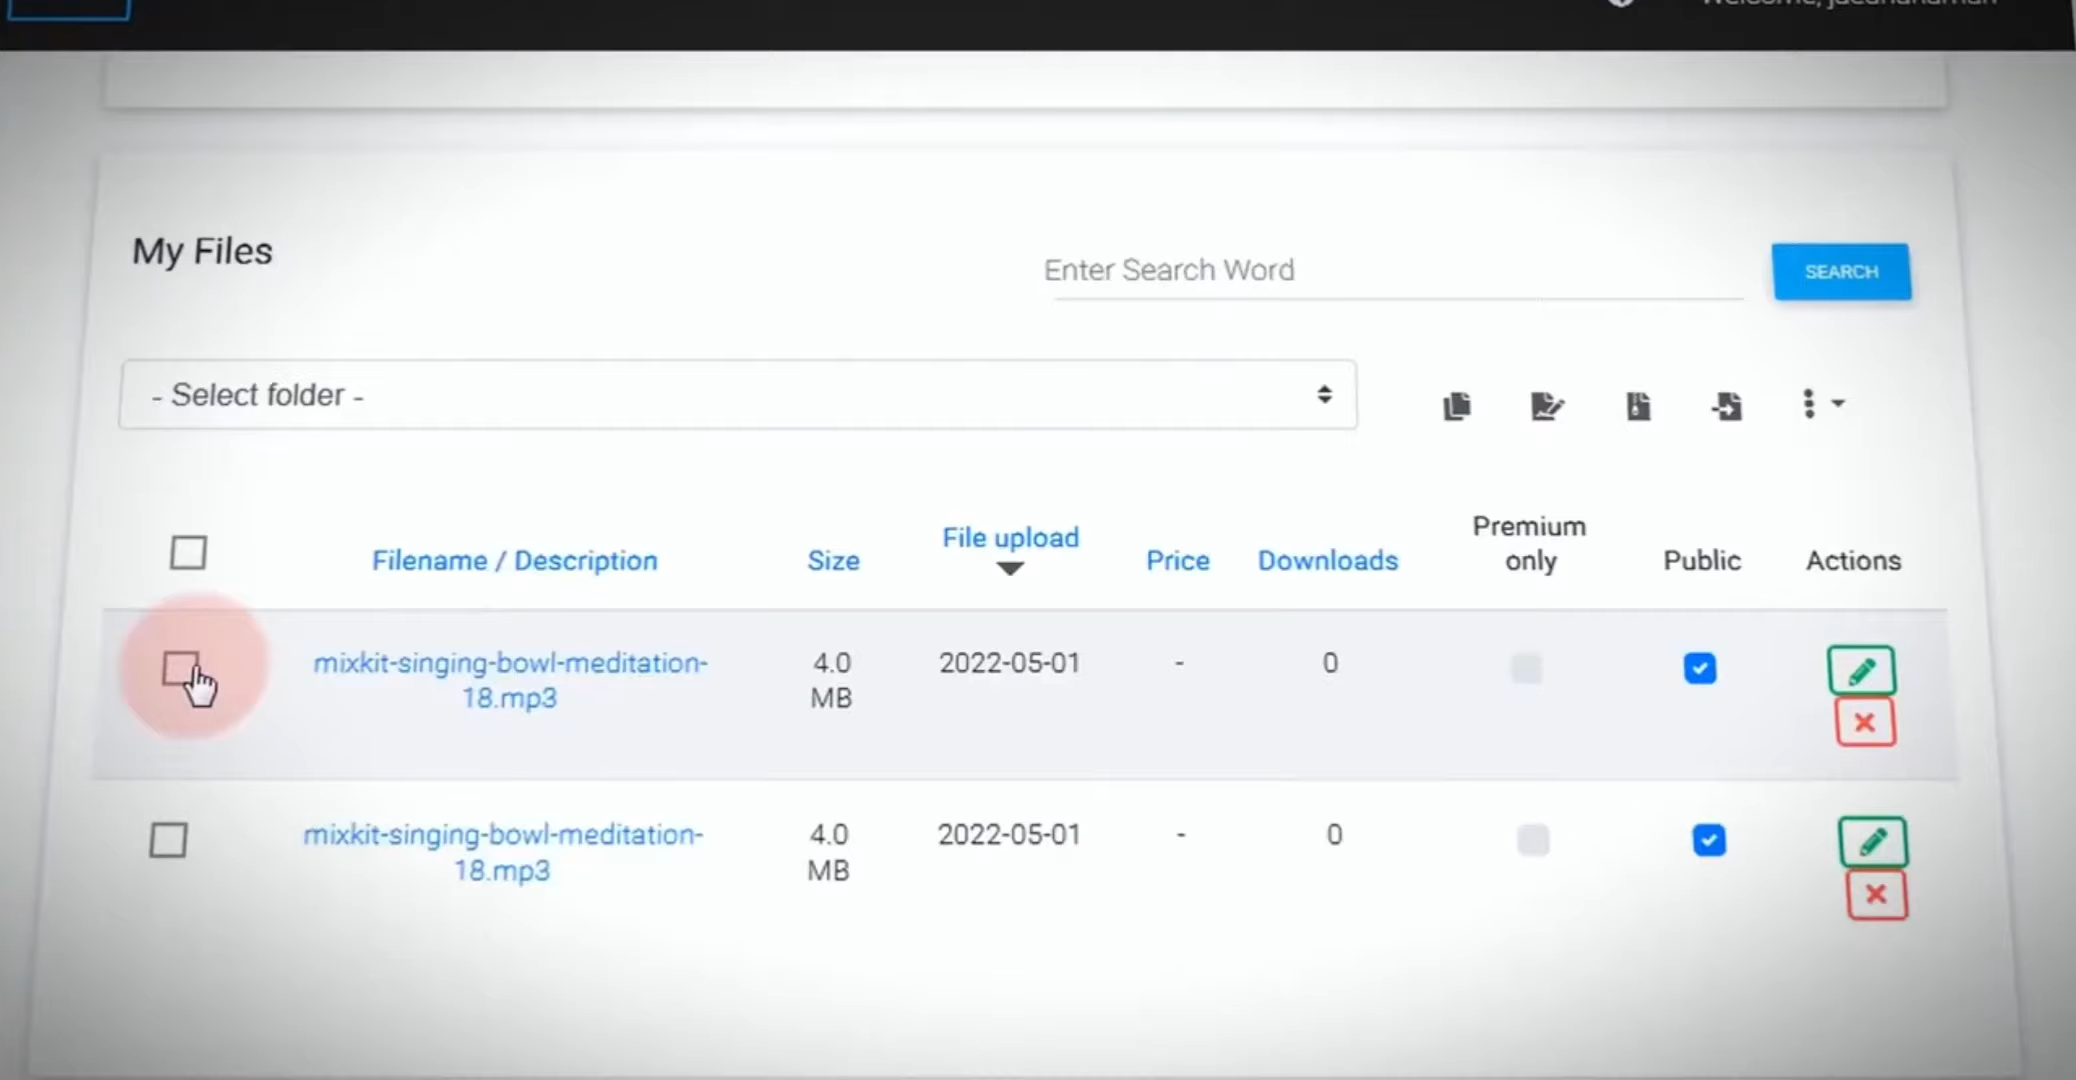 Welcome,
My Files
Enter Search Word
SEARCH
- Select folder -
Filename / Description
Size
File upload
Price
Downloads
Premium
only
Public
Actions
mixkit-singing-bowl-meditation-
18.mp3
4.0
MB
2022-05-01
-
0
mixkit-singing-bowl-meditation-
18.mp3
4.0
MB
2022-05-01
-
0